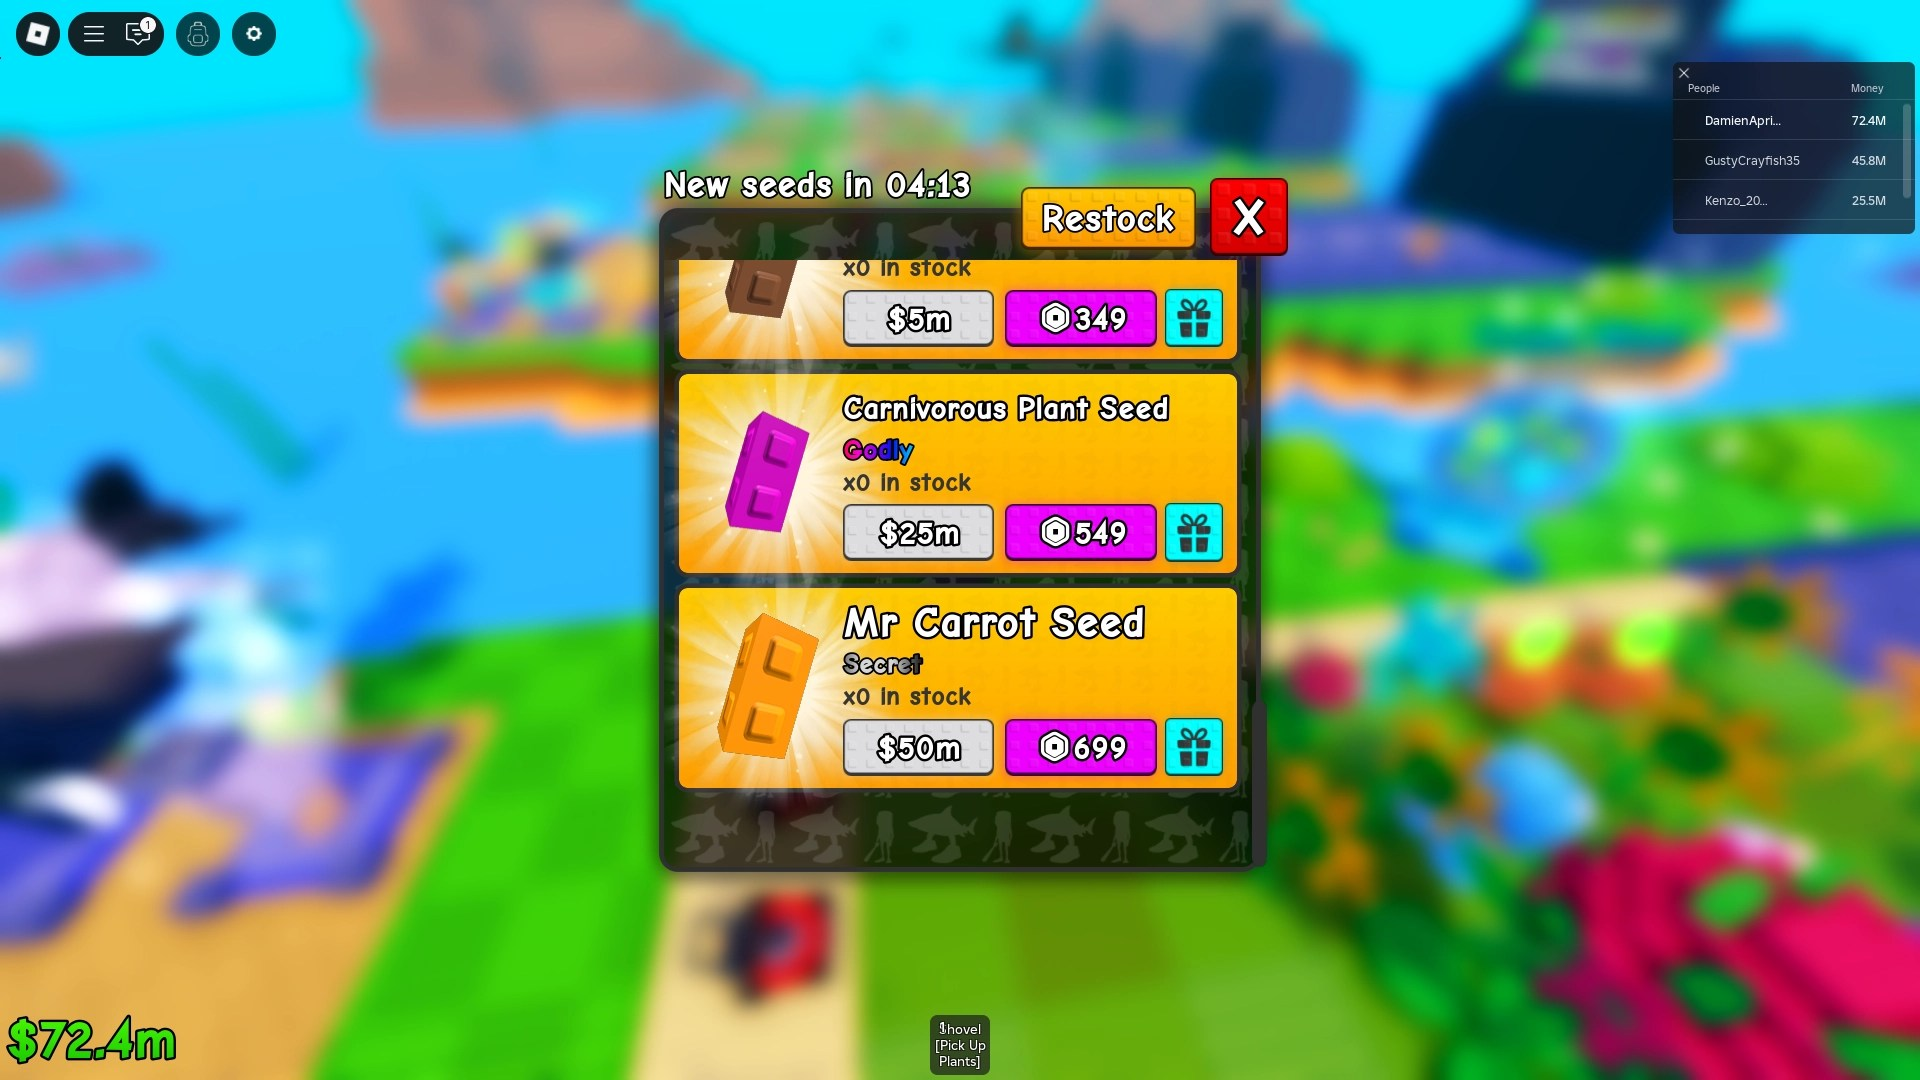 1
People Money
DamienApri... 72.4M
GustyCrayfish35 45.8M
Kenzo_20... 25.5M
New seeds in 04:13
Restock
X
x0 in stock
$5m
349
Carnivorous Plant Seed
Godly
x0 in stock
$25m
549
Mr Carrot Seed
Secret
x0 in stock
$50m
699
$72.4m
1
Shovel
[Pick Up
Plants]